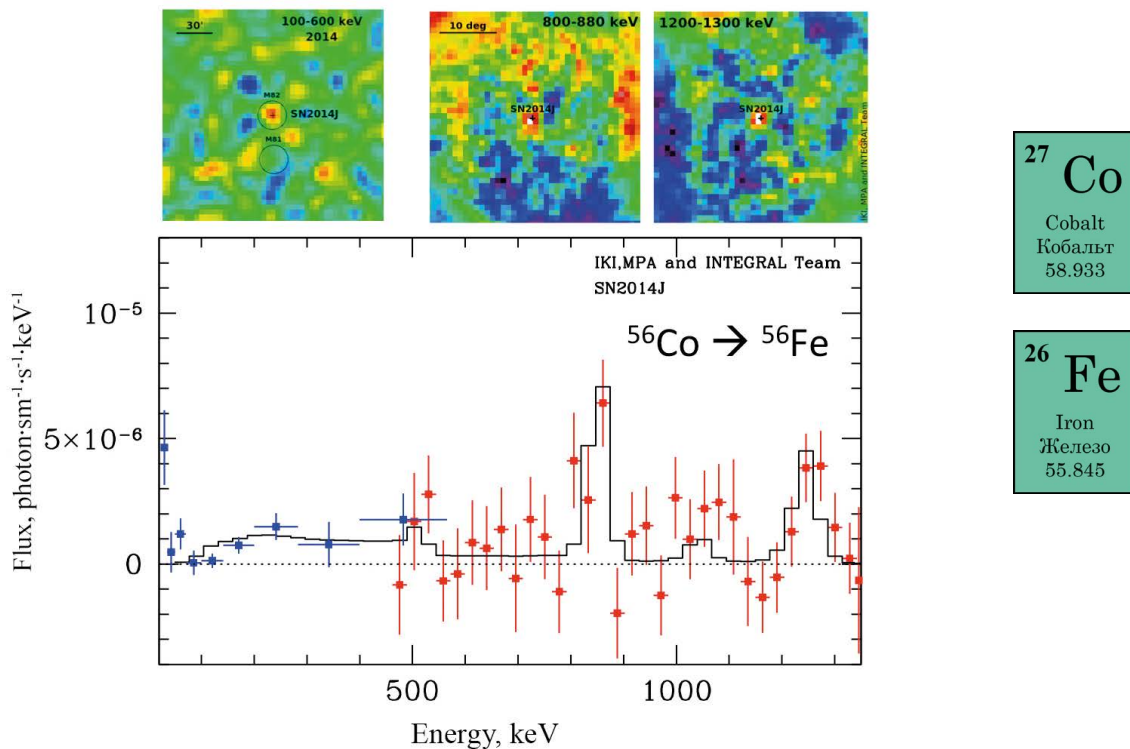 30'
100-600 keV
2014
M82
SN2014J
M81
10 deg
800-880 keV
SN2014J
1200-1300 keV
SN2014J
IKI, MPA and INTEGRAL Team
IKI,MPA and INTEGRAL Team
SN2014J
⁵⁶Co → ⁵⁶Fe
10⁻⁵
5×10⁻⁶
0
Flux, photon·sm⁻¹·s⁻¹·keV⁻¹
500
1000
Energy, keV
27
Co
Cobalt
Кобальт
58.933
26
Fe
Iron
Железо
55.845